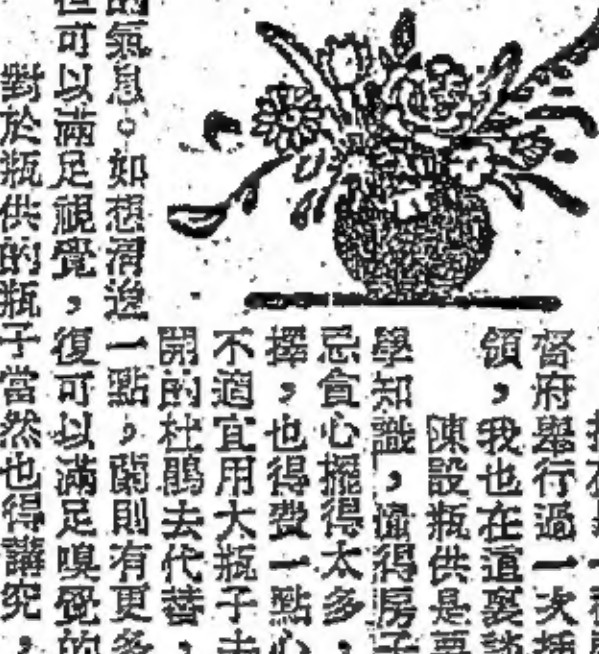 督府舉行過一次插
領,我也在這裏談
陳設瓶供是要
學知識,懂得房子
忌貪心擺得太多,
擇,也得費一點心
不適宜用大瓶子去
開的杜鵑去代替,
的氣息。如想清逸一點,蘭則有更多
但可以滿足視覺,復可以滿足嗅覺的
對於瓶供的瓶子當然也得講究,